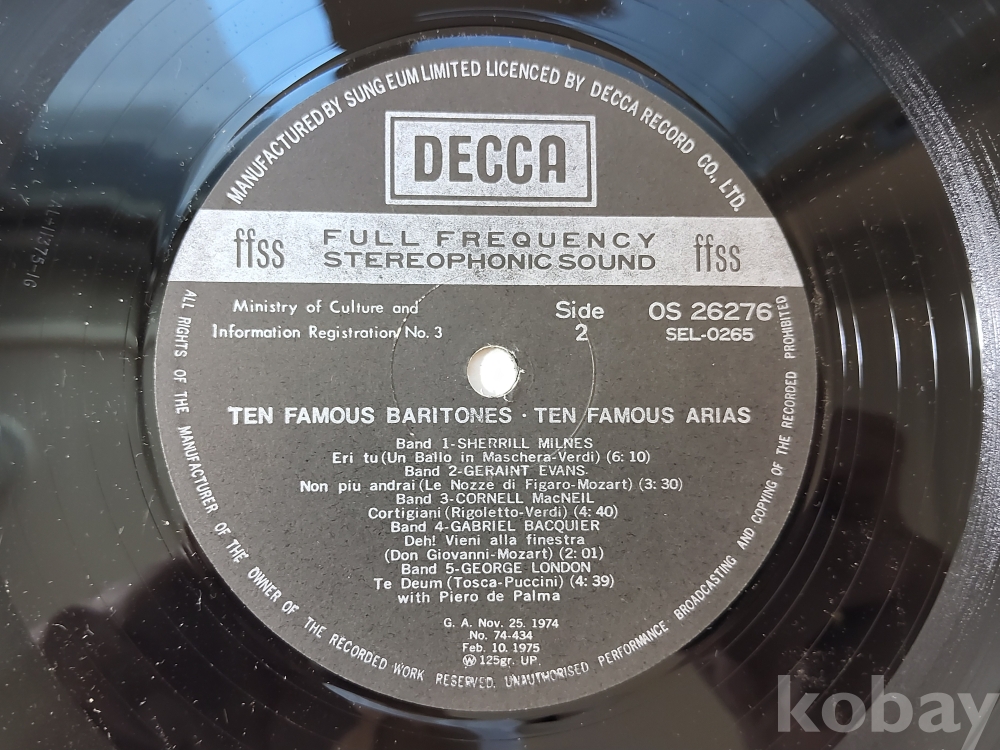 MANUFACTURED BY SUNG EUM LIMITED LICENCED BY DECCA RECORD CO., LTD.
DECCA
ffss FULL FREQUENCY STEREOPHONIC SOUND ffss
Ministry of Culture and
Information Registration No. 3
Side
2
OS 26276
SEL-0265
TEN FAMOUS BARITONES · TEN FAMOUS ARIAS
Band 1-SHERRILL MILNES
Eri tu (Un Ballo in Maschera-Verdi) (6:10)
Band 2-GERAINT EVANS
Non piu andrai (Le Nozze di Figaro-Mozart) (3:30)
Band 3-CORNELL MacNEIL
Cortigiani (Rigoletto-Verdi) (4:40)
Band 4-GABRIEL BACQUIER
Deh! Vieni alla finestra
(Don Giovanni-Mozart) (2:01)
Band 5-GEORGE LONDON
Te Deum (Tosca-Puccini) (4:39)
with Piero de Palma
G. A. Nov. 25. 1974
No. 74-434
Feb. 10. 1975
Ⓦ 125gr. UP.
ALL RIGHTS OF THE MANUFACTURER OF THE OWNER OF THE RECORDED WORK RESERVED. UNAUTHORISED PERFORMANCE BROADCASTING AND COPYING OF THE RECORDED PROHIBITED
kobay